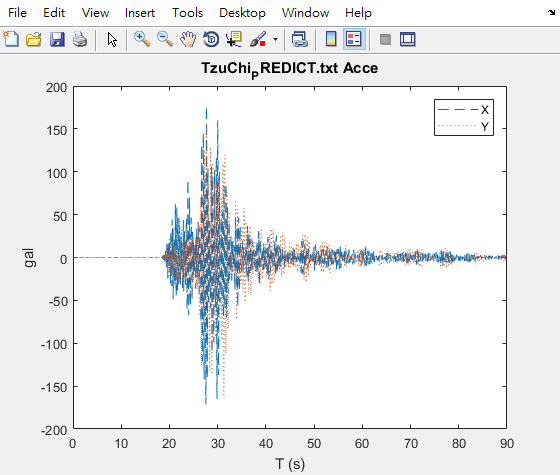 File Edit View Insert Tools Desktop Window Help
TzuChiPREDICT.txt Acce
X
Y
200
150
100
50
0
-50
-100
-150
-200
gal
0 10 20 30 40 50 60 70 80 90
T (s)